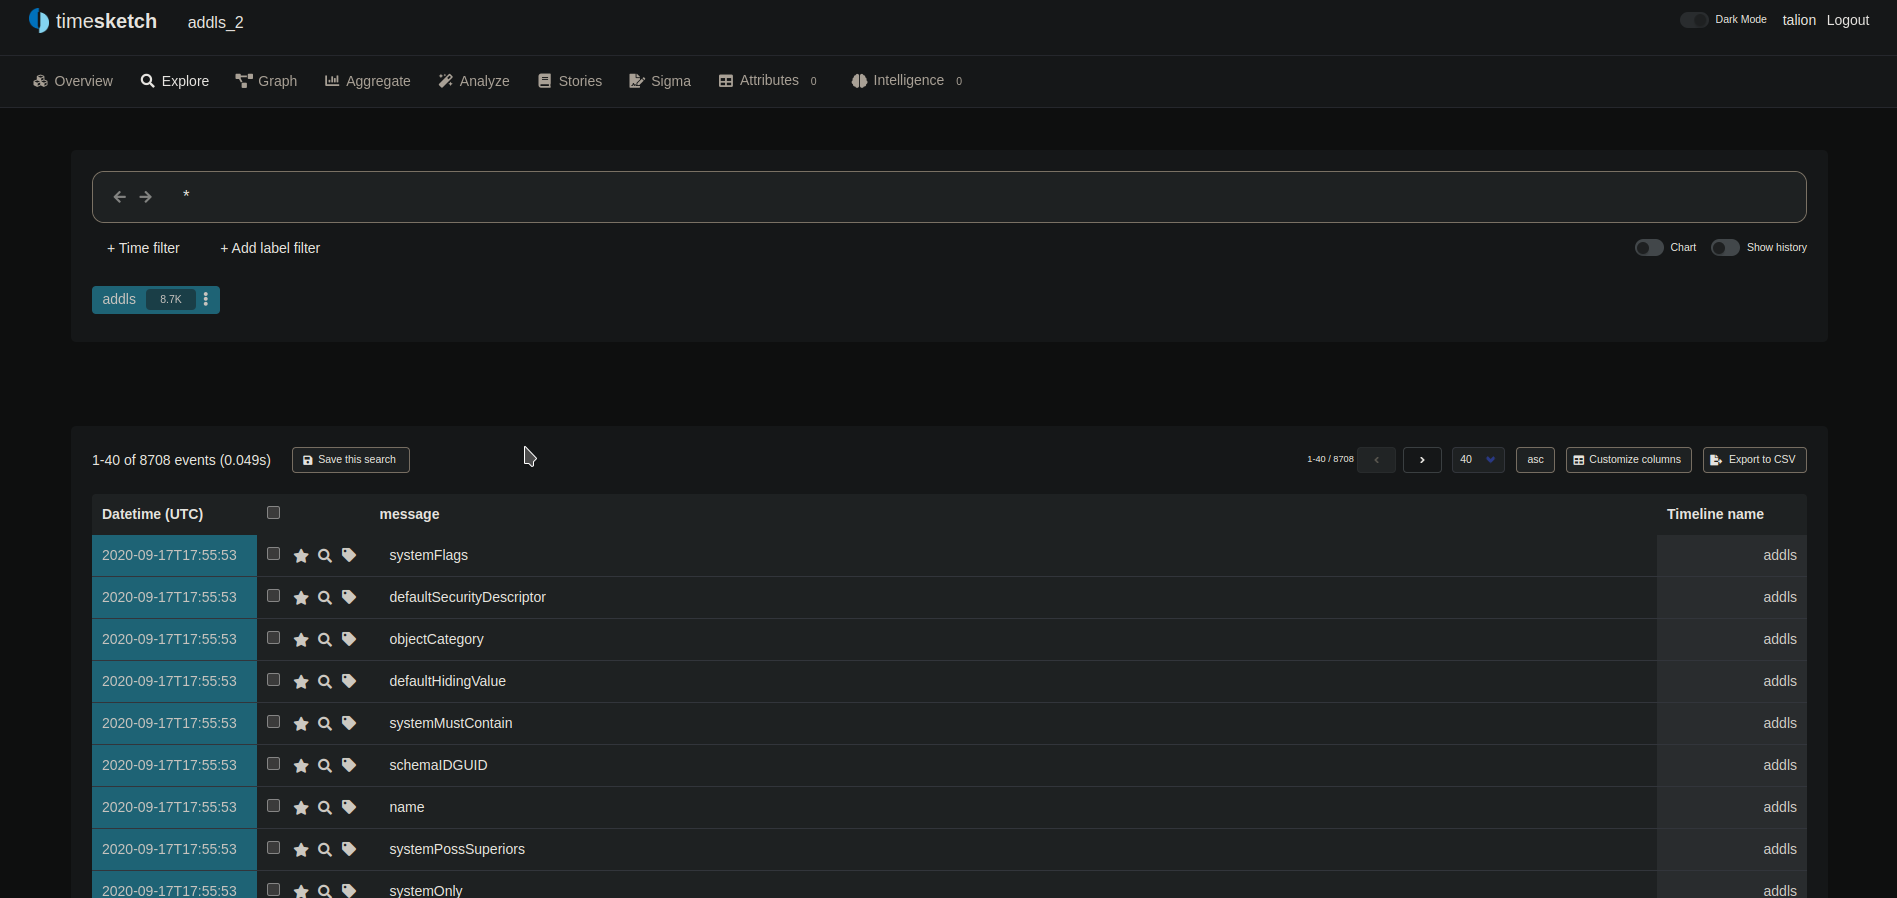 timesketch addls_2 Dark Mode talion Logout
Overview Explore Graph Aggregate Analyze Stories Sigma Attributes 0 Intelligence 0
*
+ Time filter + Add label filter Chart Show history
addls 8.7K
1-40 of 8708 events (0.049s) Save this search 1-40 / 8708 ‹ › 40 asc Customize columns Export to CSV
Datetime (UTC) message Timeline name
2020-09-17T17:55:53 systemFlags addls
2020-09-17T17:55:53 defaultSecurityDescriptor addls
2020-09-17T17:55:53 objectCategory addls
2020-09-17T17:55:53 defaultHidingValue addls
2020-09-17T17:55:53 systemMustContain addls
2020-09-17T17:55:53 schemaIDGUID addls
2020-09-17T17:55:53 name addls
2020-09-17T17:55:53 systemPossSuperiors addls
2020-09-17T17:55:53 systemOnly addls